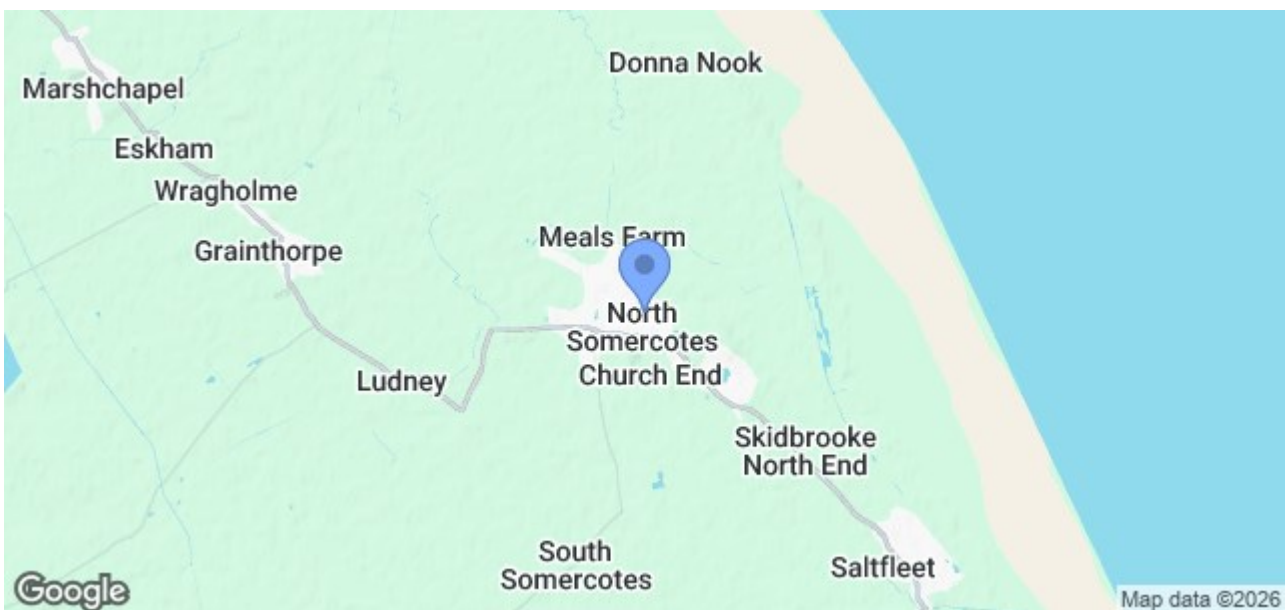 Donna Nook
Marshchapel
Eskham
Wragholme
Meals Farm
Grainthorpe
North
Somercotes
Church End
Ludney
Skidbrooke
North End
South
Somercotes
Saltfleet
Google
Map data ©2026